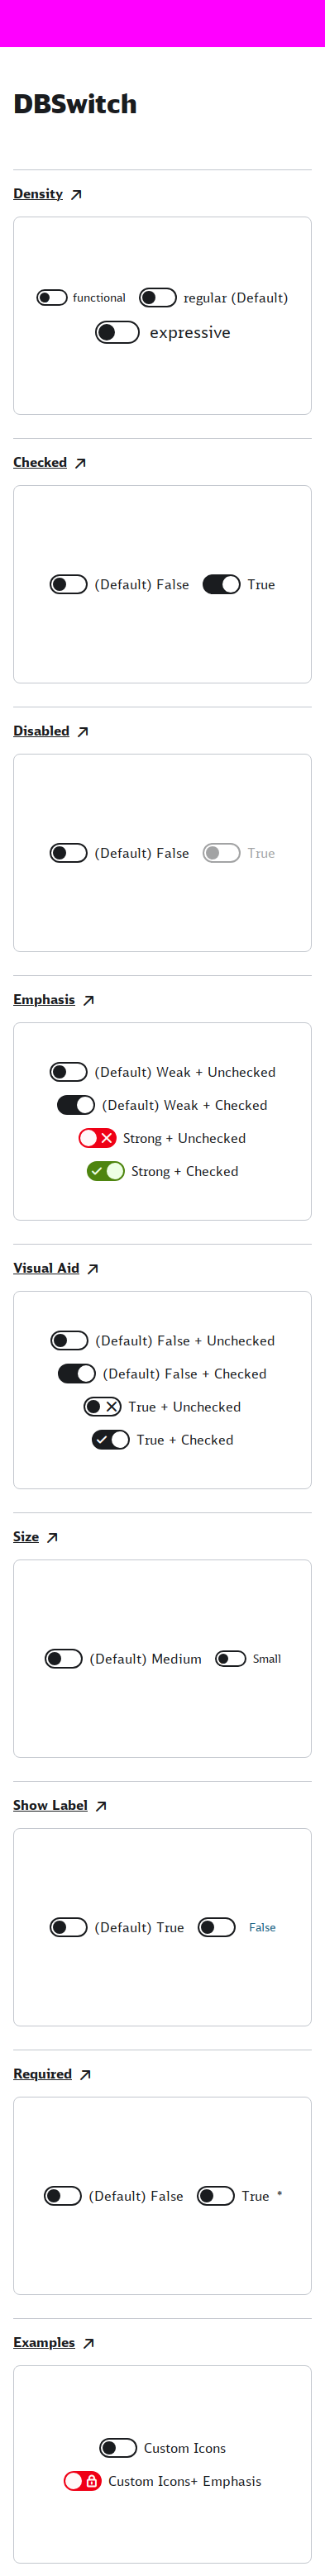 DBSwitch
Density
functional regular (Default)
expressive
Checked
(Default) False True
Disabled
(Default) False True
Emphasis
(Default) Weak + Unchecked
(Default) Weak + Checked
Strong + Unchecked
Strong + Checked
Visual Aid
(Default) False + Unchecked
(Default) False + Checked
True + Unchecked
True + Checked
Size
(Default) Medium Small
Show Label
(Default) True False
Required
(Default) False True *
Examples
Custom Icons
Custom Icons+ Emphasis